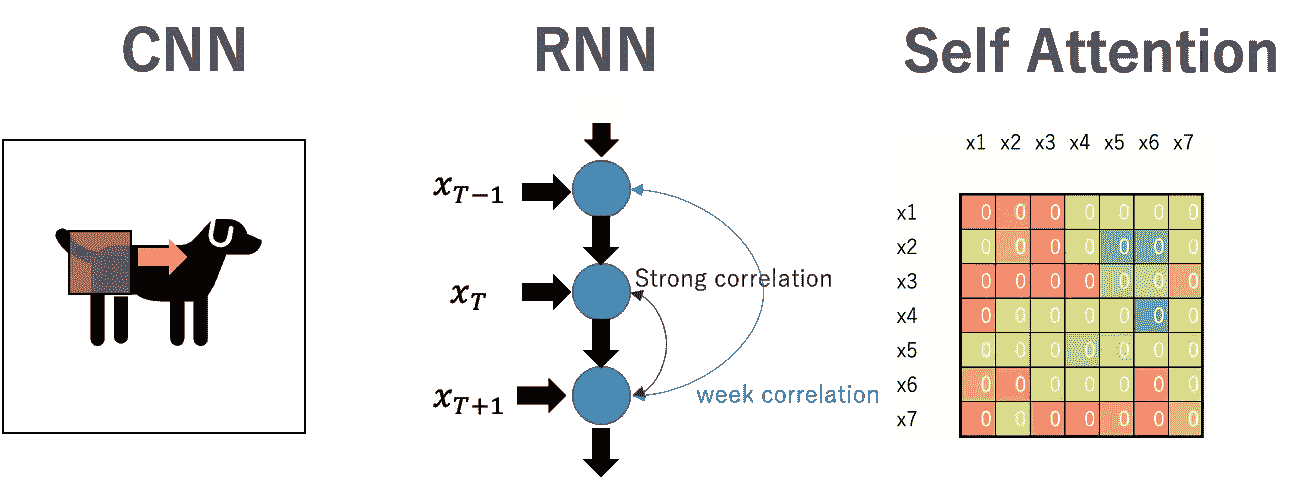 CNN
RNN
Self Attention
x_{T-1}
x_T
x_{T+1}
Strong correlation
week correlation
x1 x2 x3 x4 x5 x6 x7
x1 0 0 0 0 0 0 0
x2 0 0 0 0 0 0 0
x3 0 0 0 0 0 0 0
x4 0 0 0 0 0 0 0
x5 0 0 0 0 0 0 0
x6 0 0 0 0 0 0 0
x7 0 0 0 0 0 0 0